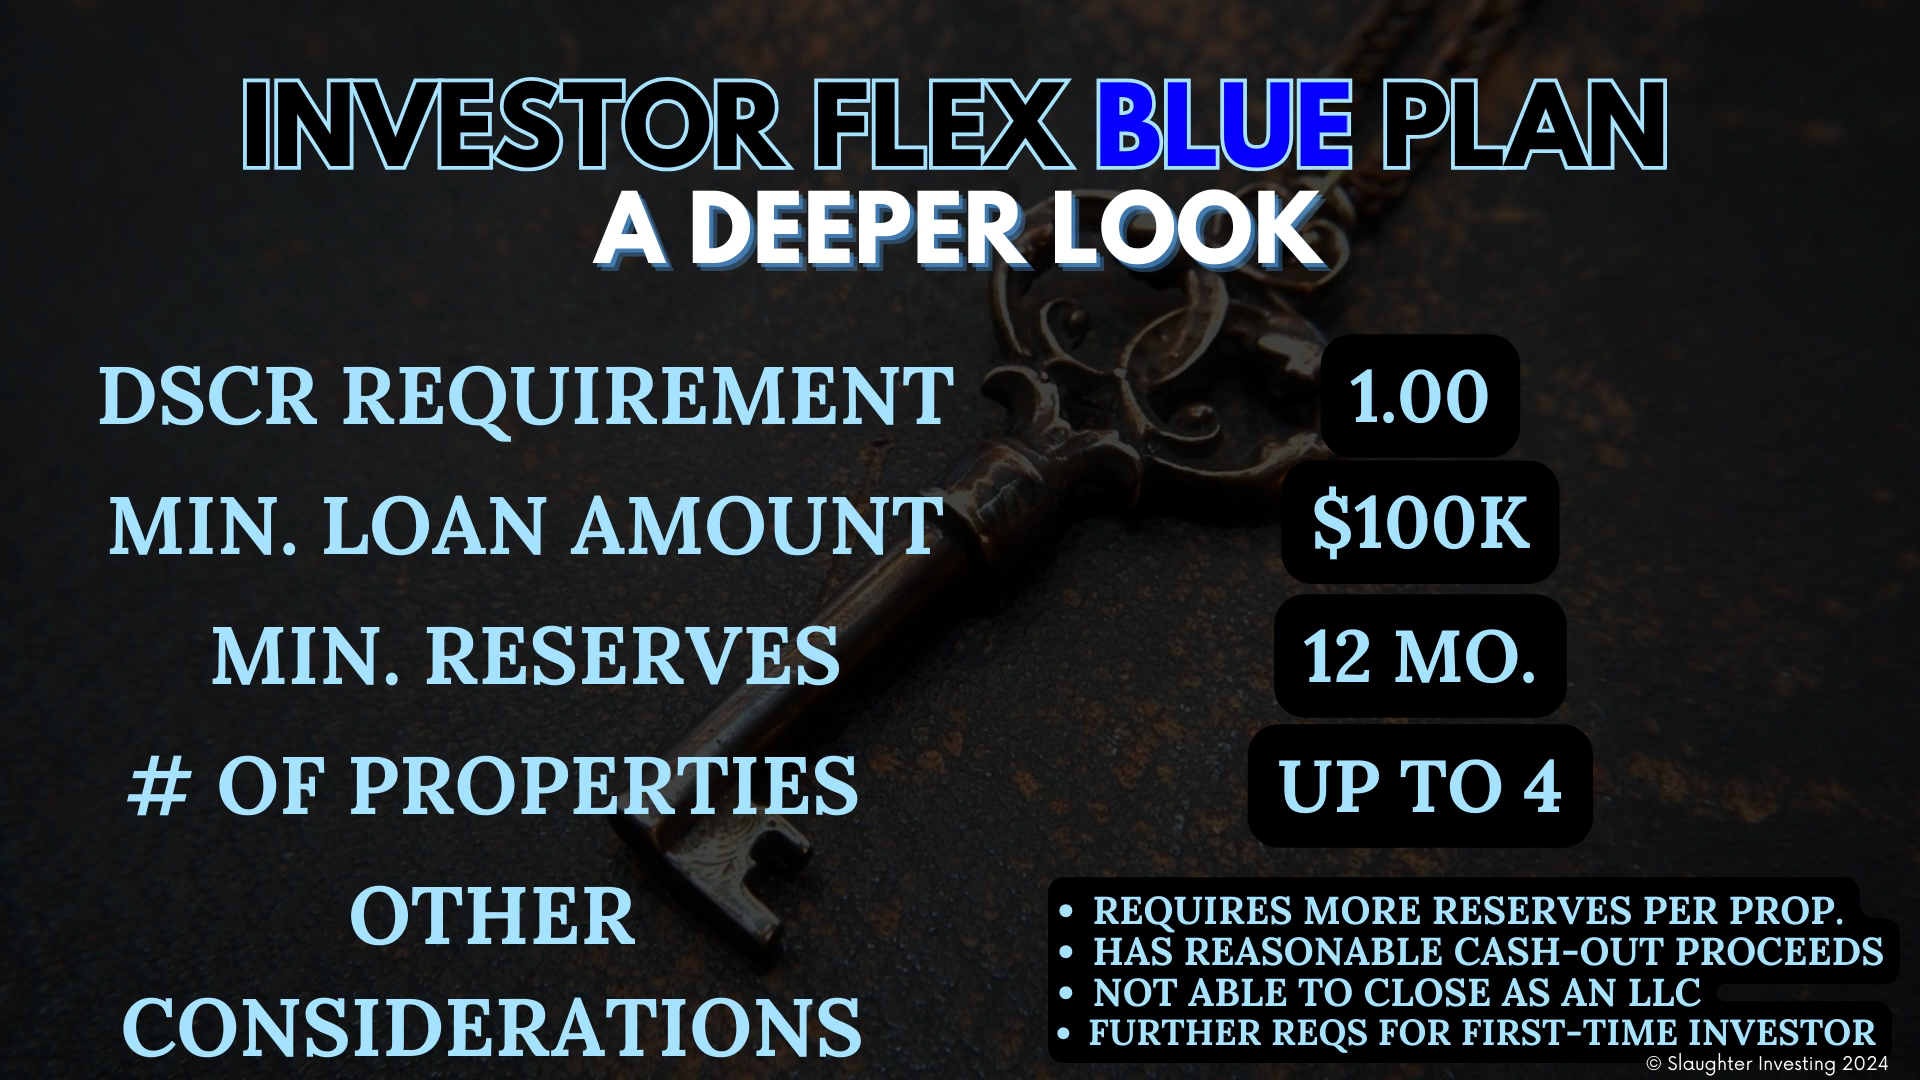 INVESTOR FLEX BLUE PLAN
A DEEPER LOOK
DSCR REQUIREMENT
1.00
MIN. LOAN AMOUNT
$100K
MIN. RESERVES
12 MO.
# OF PROPERTIES
UP TO 4
OTHER
CONSIDERATIONS
• REQUIRES MORE RESERVES PER PROP.
• HAS REASONABLE CASH-OUT PROCEEDS
• NOT ABLE TO CLOSE AS AN LLC
• FURTHER REQS FOR FIRST-TIME INVESTOR
© Slaughter Investing 2024